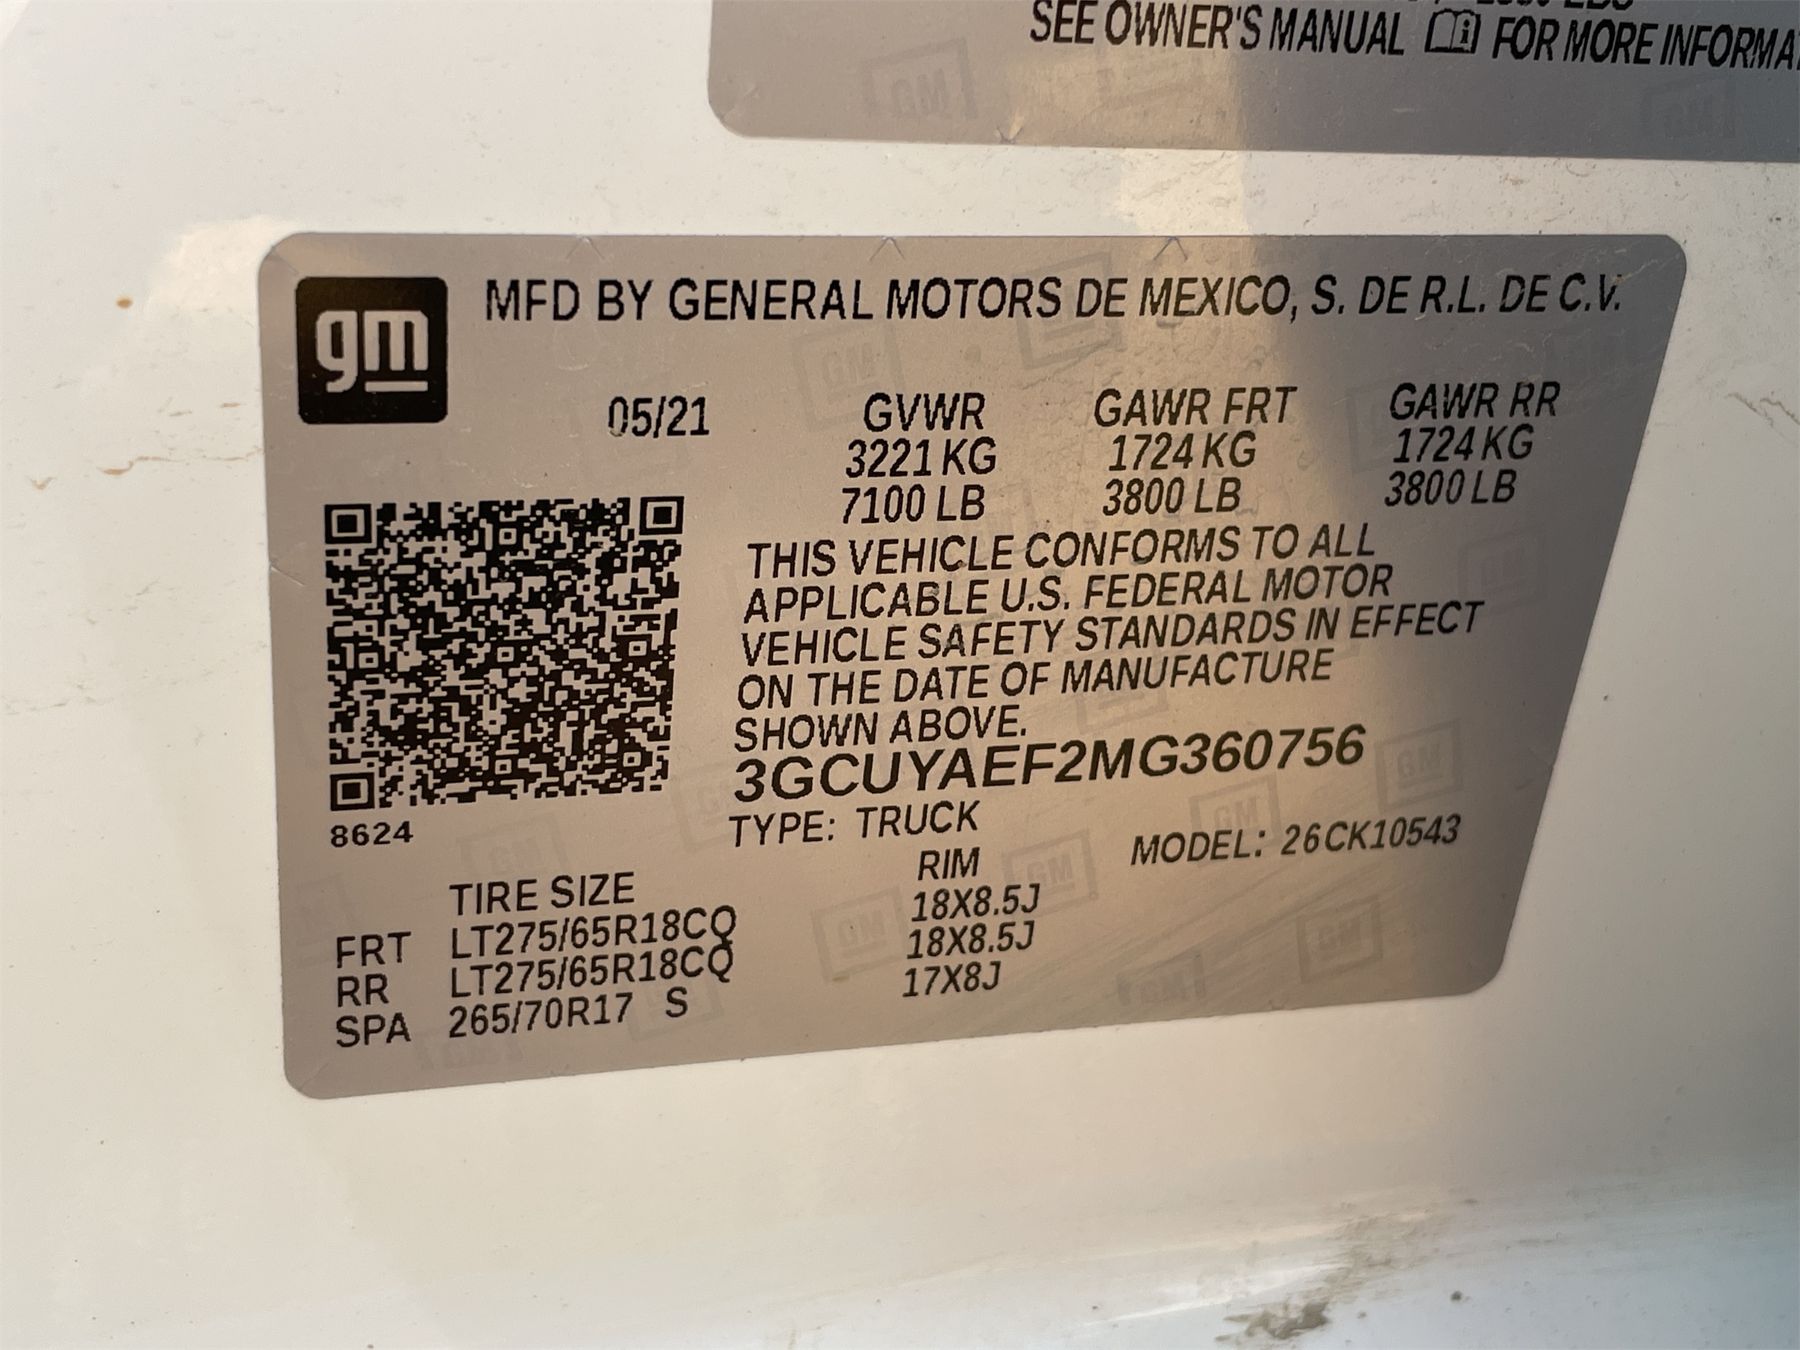 SEE OWNER'S MANUAL FOR MORE
gm
MFD BY GENERAL MOTORS DE MEXICO, S. DE R.L. DE C.V.
05/21 GVWR GAWR FRT GAWR RR
3221 KG 1724 KG 1724 KG
7100 LB 3800 LB 3800 LB
THIS VEHICLE CONFORMS TO ALL
APPLICABLE U.S. FEDERAL MOTOR
VEHICLE SAFETY STANDARDS IN EFFECT
ON THE DATE OF MANUFACTURE
SHOWN ABOVE.
3GCUYAEF2MG360756
8624
TYPE: TRUCK MODEL: 26CK10543
TIRE SIZE RIM
FRT LT275/65R18CQ 18X8.5J
RR LT275/65R18CQ 18X8.5J
SPA 265/70R17 S 17X8J